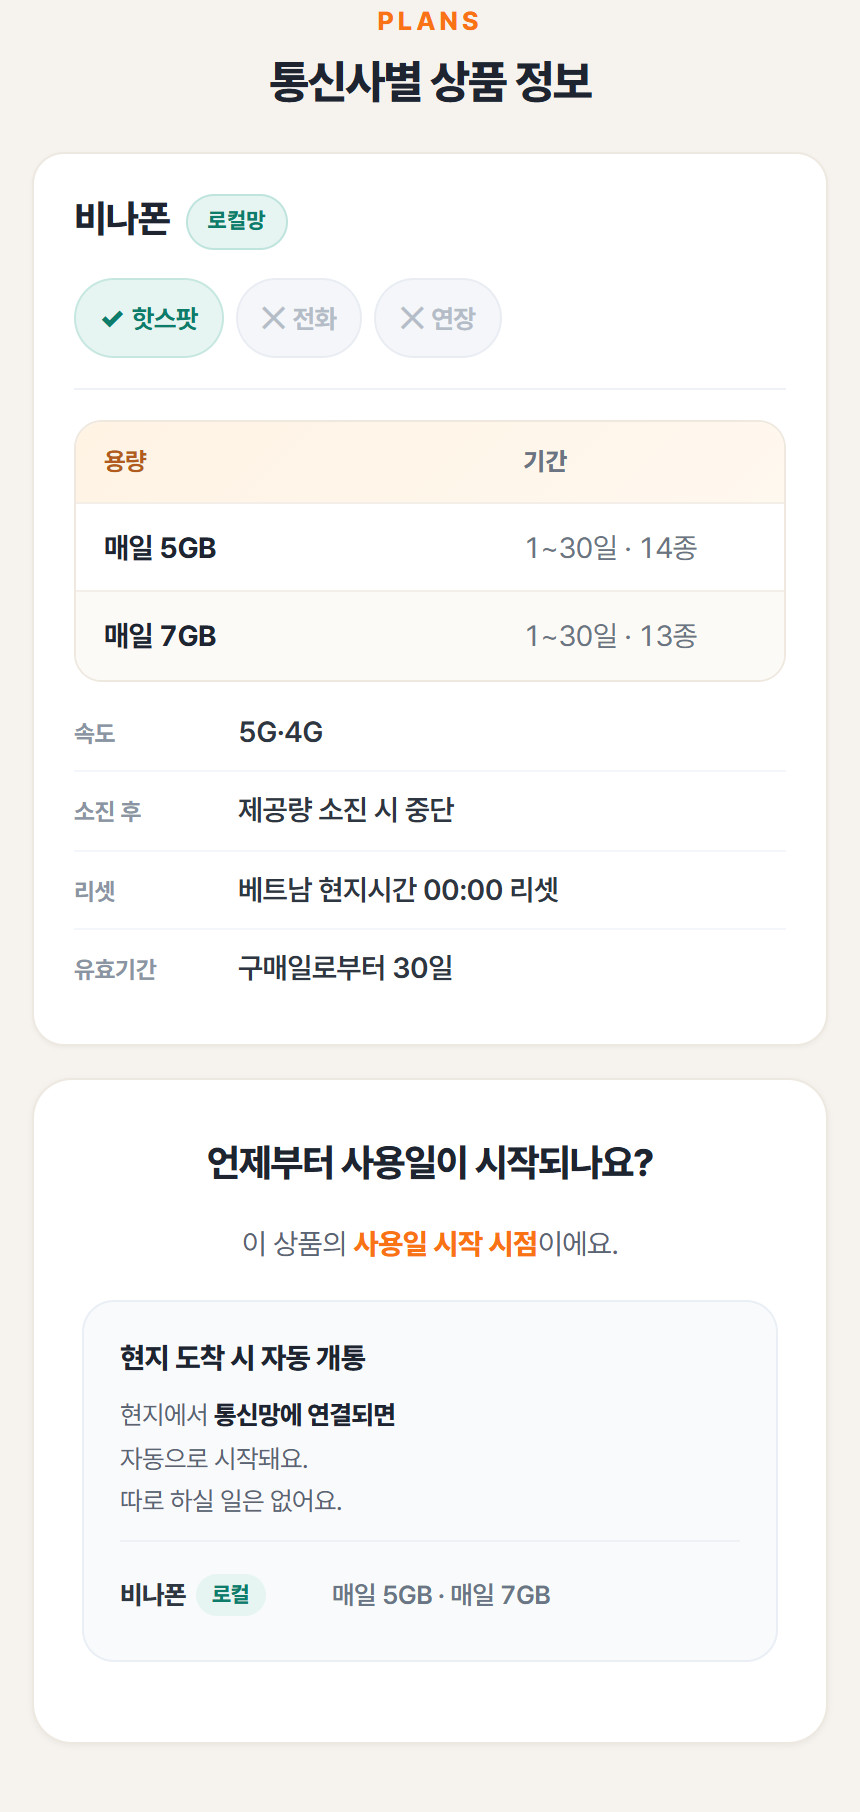 PLANS
통신사별 상품 정보
비나폰 로컬망
✓ 핫스팟 ✕ 전화 ✕ 연장
용량 기간
매일 5GB 1~30일 · 14종
매일 7GB 1~30일 · 13종
속도 5G·4G
소진 후 제공량 소진 시 중단
리셋 베트남 현지시간 00:00 리셋
유효기간 구매일로부터 30일
언제부터 사용일이 시작되나요?
이 상품의 사용일 시작 시점이에요.
현지 도착 시 자동 개통
현지에서 통신망에 연결되면
자동으로 시작돼요.
따로 하실 일은 없어요.
비나폰 로컬 매일 5GB · 매일 7GB